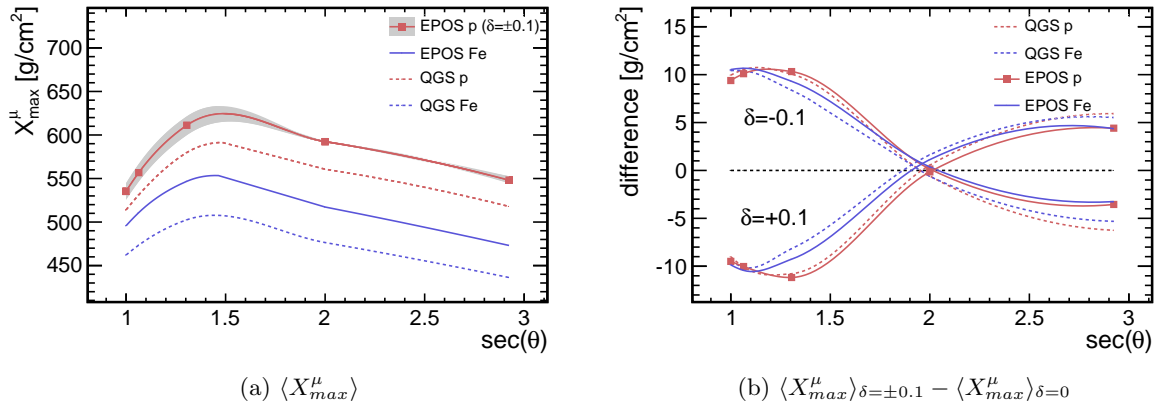 X^μ_max [g/cm²]
700
650
600
550
500
450
1
1.5
2
2.5
3
sec(θ)
EPOS p (δ=±0.1)
EPOS Fe
QGS p
QGS Fe
(a) ⟨X^μ_max⟩
difference [g/cm²]
15
10
5
0
-5
-10
1
1.5
2
2.5
3
sec(θ)
QGS p
QGS Fe
EPOS p
EPOS Fe
δ=-0.1
δ=+0.1
(b) ⟨X^μ_max⟩_δ=±0.1 − ⟨X^μ_max⟩_δ=0